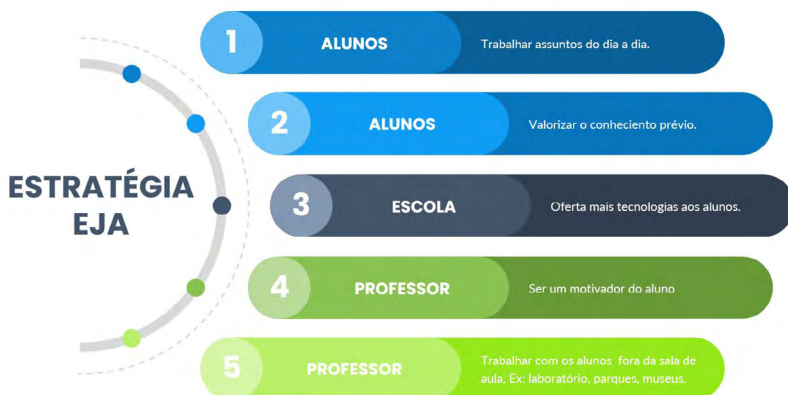 ESTRATÉGIA
EJA
1
ALUNOS
Trabalhar assuntos do dia a dia.
2
ALUNOS
Valorizar o conheciento prévio.
3
ESCOLA
Oferta mais tecnologias aos alunos.
4
PROFESSOR
Ser um motivador do aluno
5
PROFESSOR
Trabalhar com os alunos fora da sala de
aula, Ex: laboratório, parques, museus.